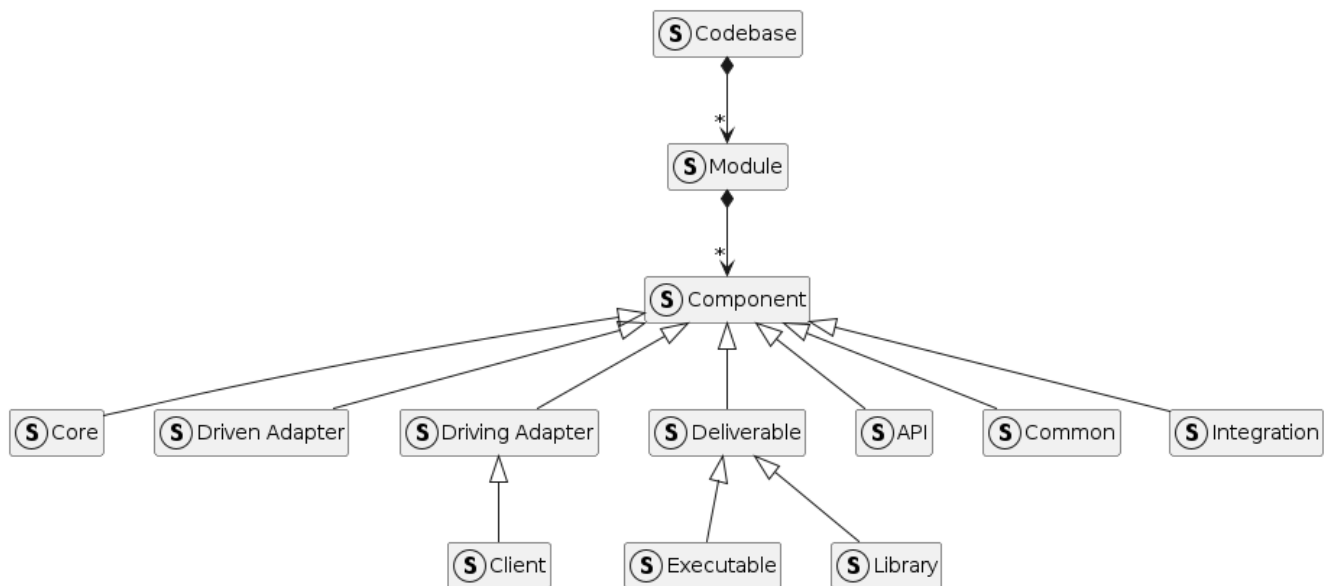 S Codebase
*
S Module
*
S Component
S Core
S Driven Adapter
S Driving Adapter
S Deliverable
S API
S Common
S Integration
S Client
S Executable
S Library